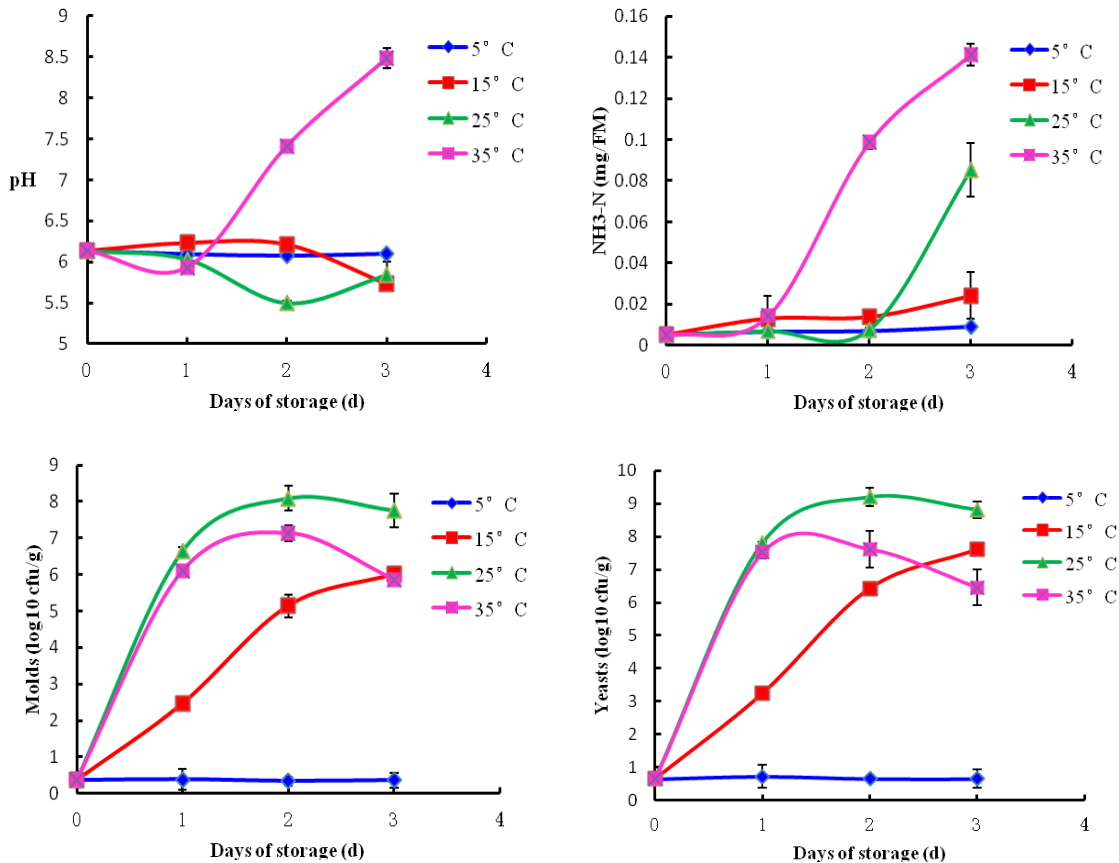 9
8.5
8
7.5
7
6.5
6
5.5
5
pH
0 1 2 3 4
Days of storage (d)
5° C
15° C
25° C
35° C
0.16
0.14
0.12
0.1
0.08
0.06
0.04
0.02
0
NH3-N (mg/FM)
0 1 2 3 4
Days of storage (d)
5° C
15° C
25° C
35° C
9
8
7
6
5
4
3
2
1
0
Molds (log10 cfu/g)
0 1 2 3 4
Days of storage (d)
5° C
15° C
25° C
35° C
10
9
8
7
6
5
4
3
2
1
0
Yeasts (log10 cfu/g)
0 1 2 3 4
Days of storage (d)
5° C
15° C
25° C
35° C